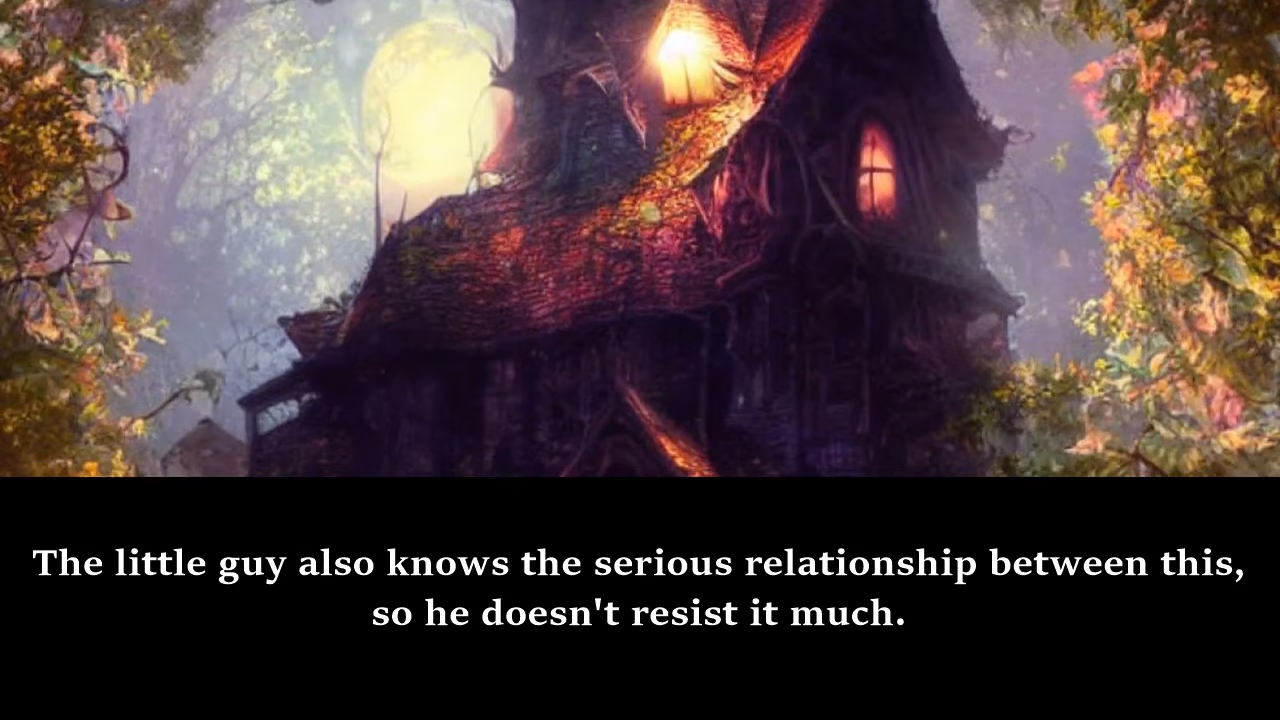 The little guy also knows the serious relationship between this,
so he doesn't resist it much.